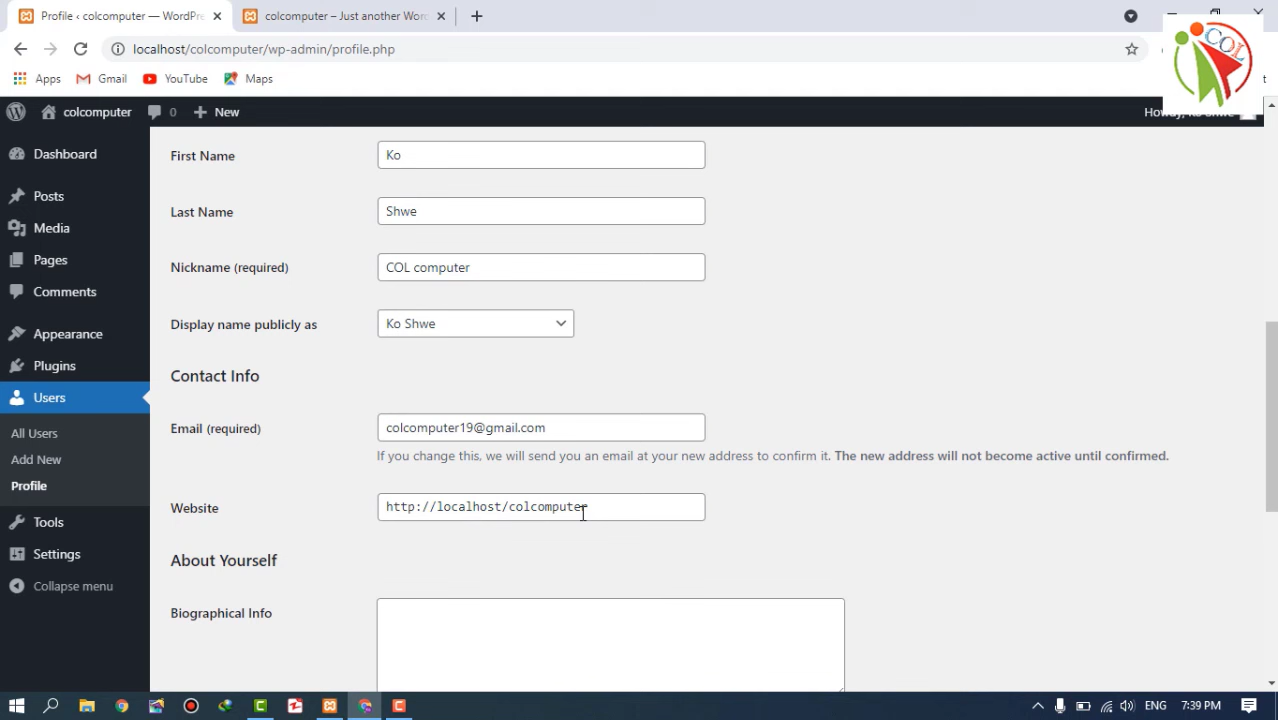 Profile ‹ colcomputer — WordPre
colcomputer – Just another Wor
localhost/colcomputer/wp-admin/profile.php
Apps
Gmail
YouTube
Maps
COL
colcomputer
0
New
Howdy, Ko Shwe
Dashboard
Posts
Media
Pages
Comments
Appearance
Plugins
Users
All Users
Add New
Profile
Tools
Settings
Collapse menu
First Name
Ko
Last Name
Shwe
Nickname (required)
COL computer
Display name publicly as
Ko Shwe
Contact Info
Email (required)
colcomputer19@gmail.com
If you change this, we will send you an email at your new address to confirm it. The new address will not become active until confirmed.
Website
http://localhost/colcomputer
About Yourself
Biographical Info
ENG
7:39 PM